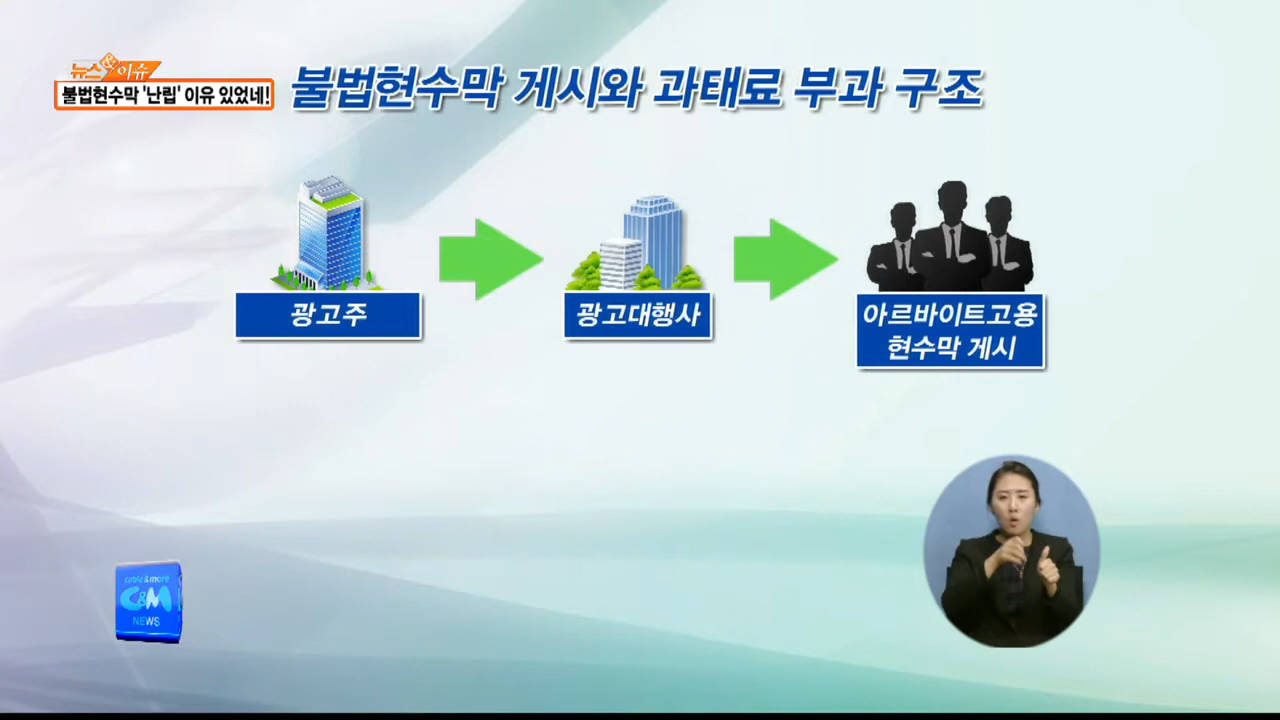 뉴스&이슈
불법현수막 '난립' 이유 있었네!
불법현수막 게시와 과태료 부과 구조
광고주
광고대행사
아르바이트고용
현수막 게시
cable & more
C&M
NEWS